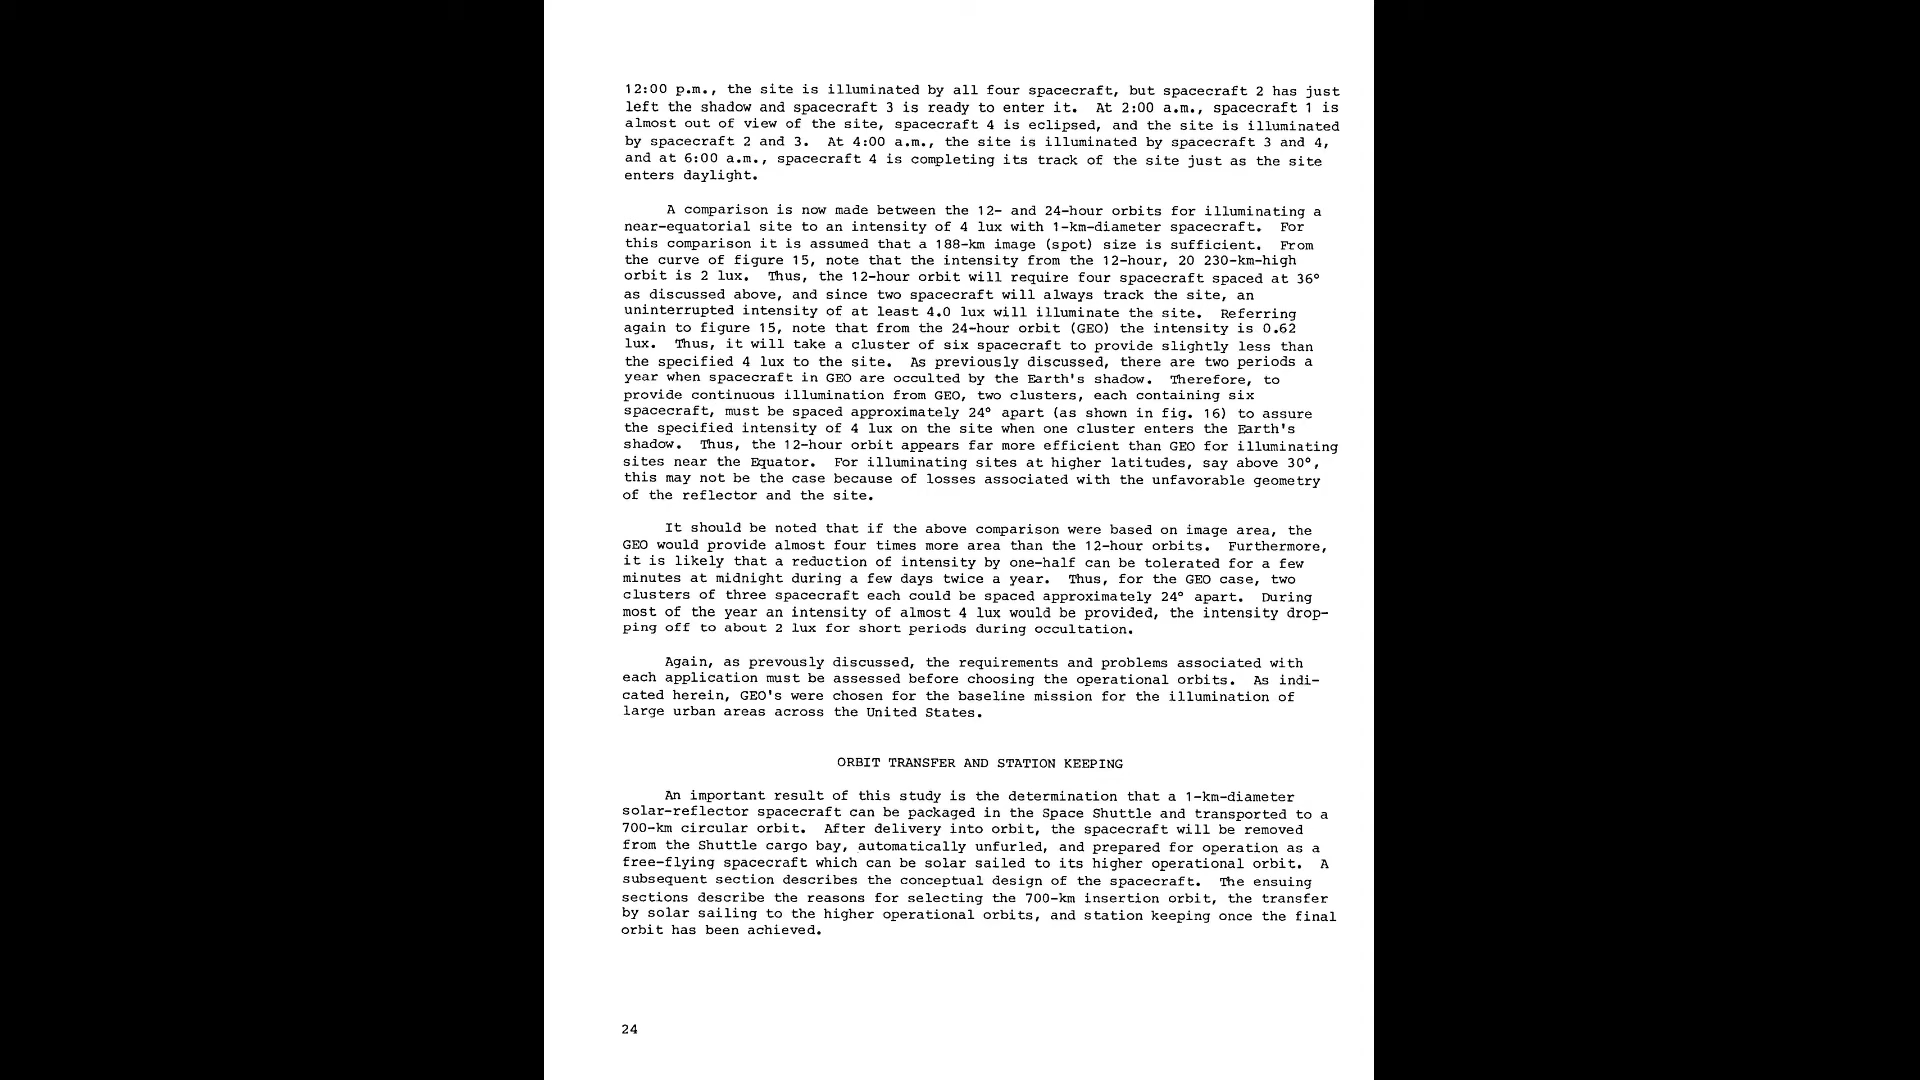 12:00 p.m., the site is illuminated by all four spacecraft, but spacecraft 2 has just
left the shadow and spacecraft 3 is ready to enter it. At 2:00 a.m., spacecraft 1 is
almost out of view of the site, spacecraft 4 is eclipsed, and the site is illuminated
by spacecraft 2 and 3. At 4:00 a.m., the site is illuminated by spacecraft 3 and 4,
and at 6:00 a.m., spacecraft 4 is completing its track of the site just as the site
enters daylight.
A comparison is now made between the 12- and 24-hour orbits for illuminating a
near-equatorial site to an intensity of 4 lux with 1-km-diameter spacecraft. For
this comparison it is assumed that a 188-km image (spot) size is sufficient. From
the curve of figure 15, note that the intensity from the 12-hour, 20 230-km-high
orbit is 2 lux. Thus, the 12-hour orbit will require four spacecraft spaced at 36°
as discussed above, and since two spacecraft will always track the site, an
uninterrupted intensity of at least 4.0 lux will illuminate the site. Referring
again to figure 15, note that from the 24-hour orbit (GEO) the intensity is 0.62
lux. Thus, it will take a cluster of six spacecraft to provide slightly less than
the specified 4 lux to the site. As previously discussed, there are two periods a
year when spacecraft in GEO are occulted by the Earth's shadow. Therefore, to
provide continuous illumination from GEO, two clusters, each containing six
spacecraft, must be spaced approximately 24° apart (as shown in fig. 16) to assure
the specified intensity of 4 lux on the site when one cluster enters the Earth's
shadow. Thus, the 12-hour orbit appears far more efficient than GEO for illuminating
sites near the Equator. For illuminating sites at higher latitudes, say above 30°,
this may not be the case because of losses associated with the unfavorable geometry
of the reflector and the site.
It should be noted that if the above comparison were based on image area, the
GEO would provide almost four times more area than the 12-hour orbits. Furthermore,
it is likely that a reduction of intensity by one-half can be tolerated for a few
minutes at midnight during a few days twice a year. Thus, for the GEO case, two
clusters of three spacecraft each could be spaced approximately 24° apart. During
most of the year an intensity of almost 4 lux would be provided, the intensity drop-
ping off to about 2 lux for short periods during occultation.
Again, as prevously discussed, the requirements and problems associated with
each application must be assessed before choosing the operational orbits. As indi-
cated herein, GEO's were chosen for the baseline mission for the illumination of
large urban areas across the United States.
ORBIT TRANSFER AND STATION KEEPING
An important result of this study is the determination that a 1-km-diameter
solar-reflector spacecraft can be packaged in the Space Shuttle and transported to a
700-km circular orbit. After delivery into orbit, the spacecraft will be removed
from the Shuttle cargo bay, automatically unfurled, and prepared for operation as a
free-flying spacecraft which can be solar sailed to its higher operational orbit. A
subsequent section describes the conceptual design of the spacecraft. The ensuing
sections describe the reasons for selecting the 700-km insertion orbit, the transfer
by solar sailing to the higher operational orbits, and station keeping once the final
orbit has been achieved.
24